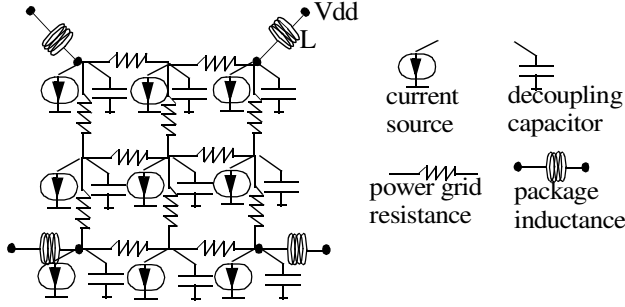 Vdd
L
current
source
decoupling
capacitor
power grid
resistance
package
inductance